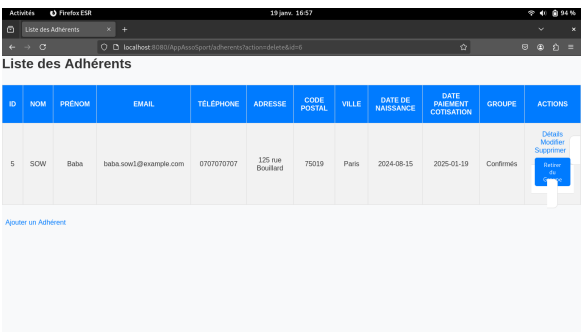 Activités Firefox ESR 19 janv. 16:57 94 %
Liste des Adhérents
localhost:8080/AppAssoSport/adherents?action=delete&id=6
Liste des Adhérents
ID NOM PRÉNOM EMAIL TÉLÉPHONE ADRESSE CODE POSTAL VILLE DATE DE NAISSANCE DATE PAIEMENT COTISATION GROUPE ACTIONS
5 SOW Baba baba.sow1@example.com 0707070707 125 rue Bouillard 75019 Paris 2024-08-15 2025-01-19 Confirmés
Détails
Modifier
Supprimer
Retirer
du
Ajouter un Adhérent